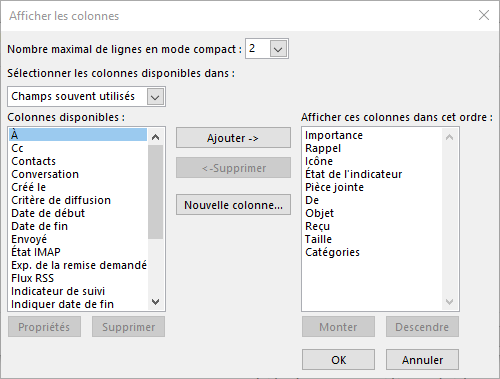 Afficher les colonnes
Nombre maximal de lignes en mode compact : 2
Sélectionner les colonnes disponibles dans :
Champs souvent utilisés
Colonnes disponibles :
À
Cc
Contacts
Conversation
Créé le
Critère de diffusion
Date de début
Date de fin
Envoyé
État IMAP
Exp. de la remise demandé
Flux RSS
Indicateur de suivi
Indiquer date de fin
Propriétés
Supprimer
Ajouter ->
<-Supprimer
Nouvelle colonne...
Afficher ces colonnes dans cet ordre :
Importance
Rappel
Icône
État de l'indicateur
Pièce jointe
De
Objet
Reçu
Taille
Catégories
Monter
Descendre
OK
Annuler